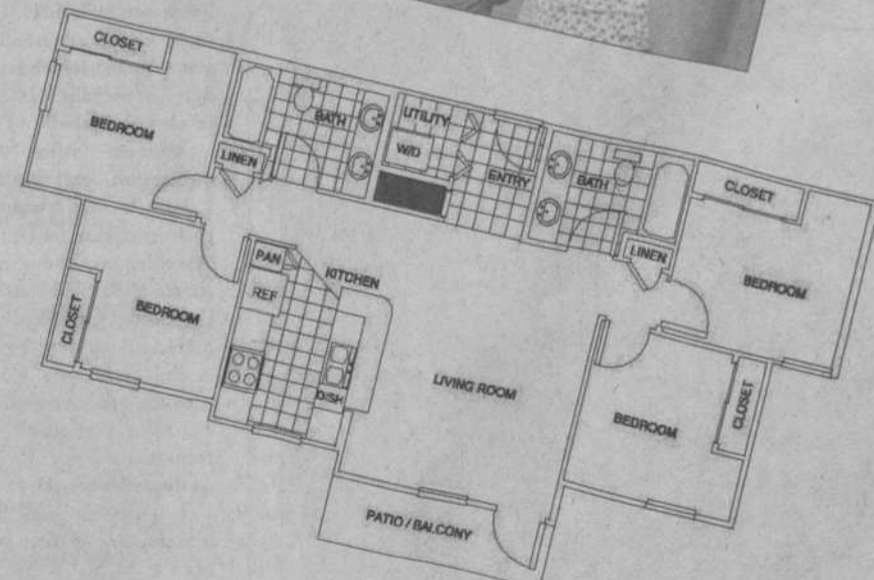 CLOSET
BEDROOM
LINEN
BATH
UTILITY
W/D
ENTRY
BATH
LINEN
CLOSET
BEDROOM
PAN
REF
KITCHEN
BEDROOM
CLOSET
DISH
LIVING ROOM
BEDROOM
CLOSET
PATIO / BALCONY